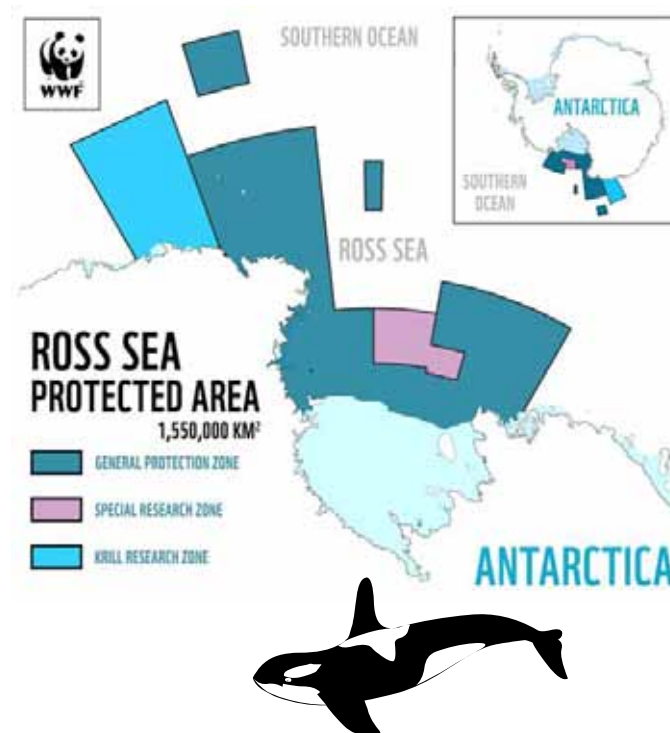 WWF
SOUTHERN OCEAN
ANTARCTICA
SOUTHERN
OCEAN
ROSS SEA
ROSS SEA
PROTECTED AREA
1,550,000 KM²
GENERAL PROTECTION ZONE
SPECIAL RESEARCH ZONE
KRILL RESEARCH ZONE
ANTARCTICA